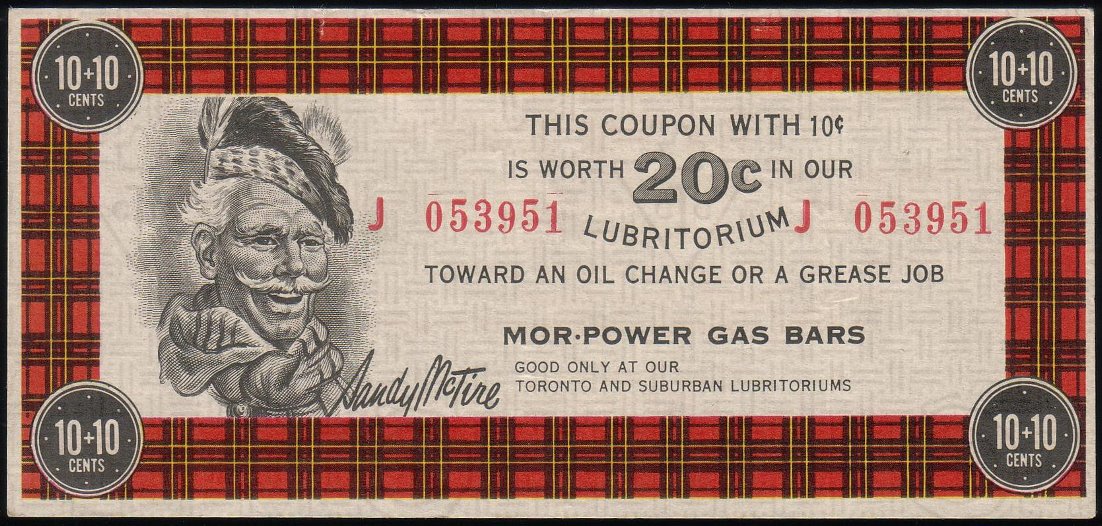 10+10
CENTS
10+10
CENTS
THIS COUPON WITH 10¢
IS WORTH 20c IN OUR
J 053951
J 053951
LUBRITORIUM
TOWARD AN OIL CHANGE OR A GREASE JOB
MOR·POWER GAS BARS
GOOD ONLY AT OUR
TORONTO AND SUBURBAN LUBRITORIUMS
Sandy McTire
10+10
CENTS
10+10
CENTS